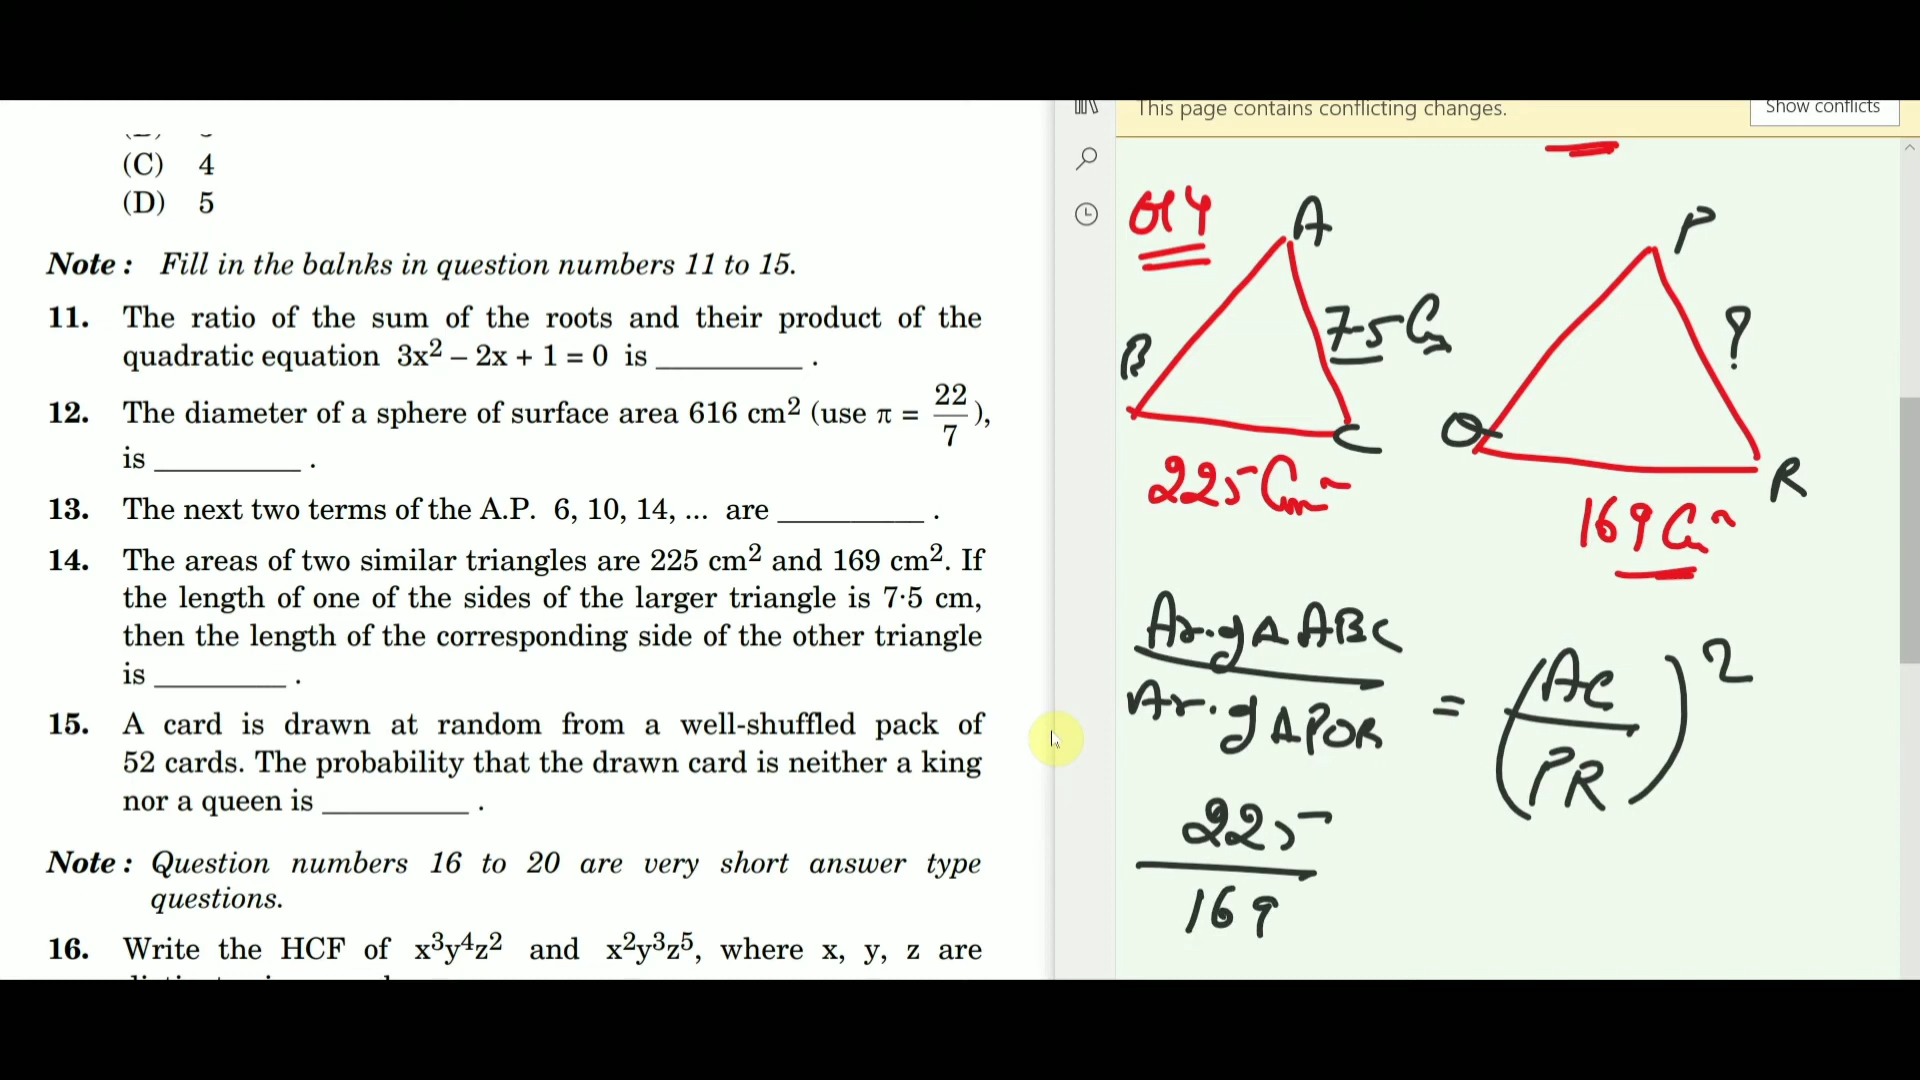 (C) 4
(D) 5
Note : Fill in the balnks in question numbers 11 to 15.
11. The ratio of the sum of the roots and their product of the
quadratic equation 3x² – 2x + 1 = 0 is __________ .
12. The diameter of a sphere of surface area 616 cm² (use π = 22/7),
is __________ .
13. The next two terms of the A.P. 6, 10, 14, ... are __________ .
14. The areas of two similar triangles are 225 cm² and 169 cm². If
the length of one of the sides of the larger triangle is 7·5 cm,
then the length of the corresponding side of the other triangle
is _________ .
15. A card is drawn at random from a well-shuffled pack of
52 cards. The probability that the drawn card is neither a king
nor a queen is __________ .
Note : Question numbers 16 to 20 are very short answer type
questions.
16. Write the HCF of x³y⁴z² and x²y³z⁵, where x, y, z are
This page contains conflicting changes.
Show conflicts
A
P
7.5 Cm
?
B
C
Q
R
225 Cm²
169 Cm²
Ar. of Δ ABC
Ar. of Δ PQR
= (AC/PR)²
225
169